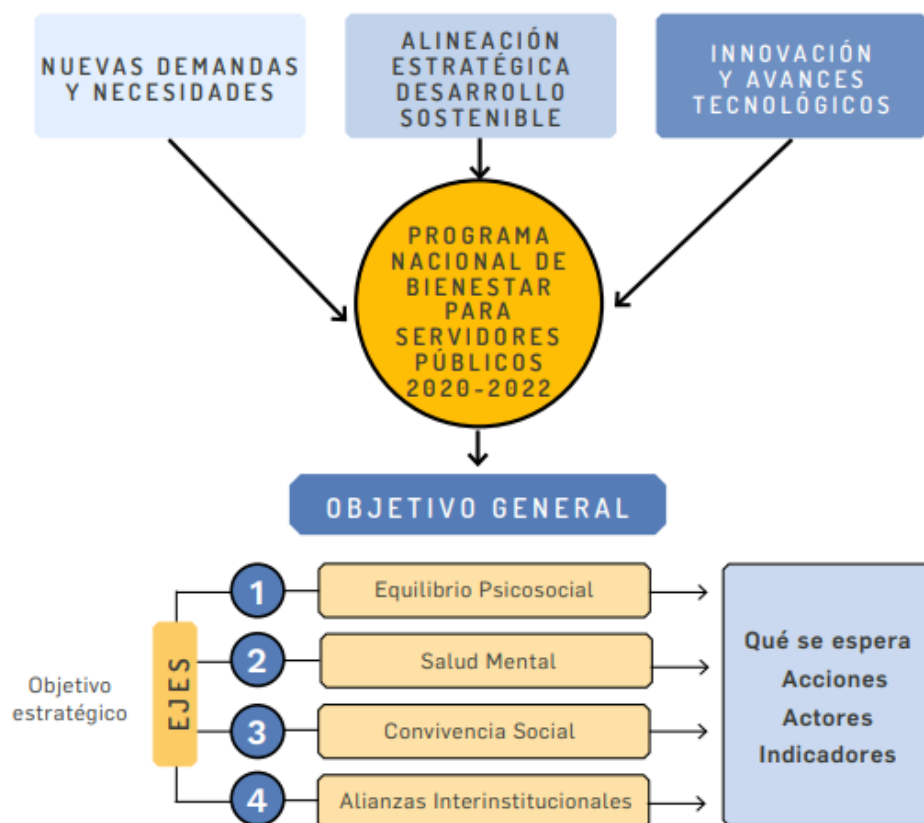 NUEVAS DEMANDAS
Y NECESIDADES
ALINEACIÓN
ESTRATÉGICA
DESARROLLO
SOSTENIBLE
INNOVACIÓN
Y AVANCES
TECNOLÓGICOS
PROGRAMA
NACIONAL DE
BIENESTAR
PARA
SERVIDORES
PÚBLICOS
2020-2022
OBJETIVO GENERAL
Objetivo
estratégico
EJES
1
Equilibrio Psicosocial
2
Salud Mental
3
Convivencia Social
4
Alianzas Interinstitucionales
Qué se espera
Acciones
Actores
Indicadores